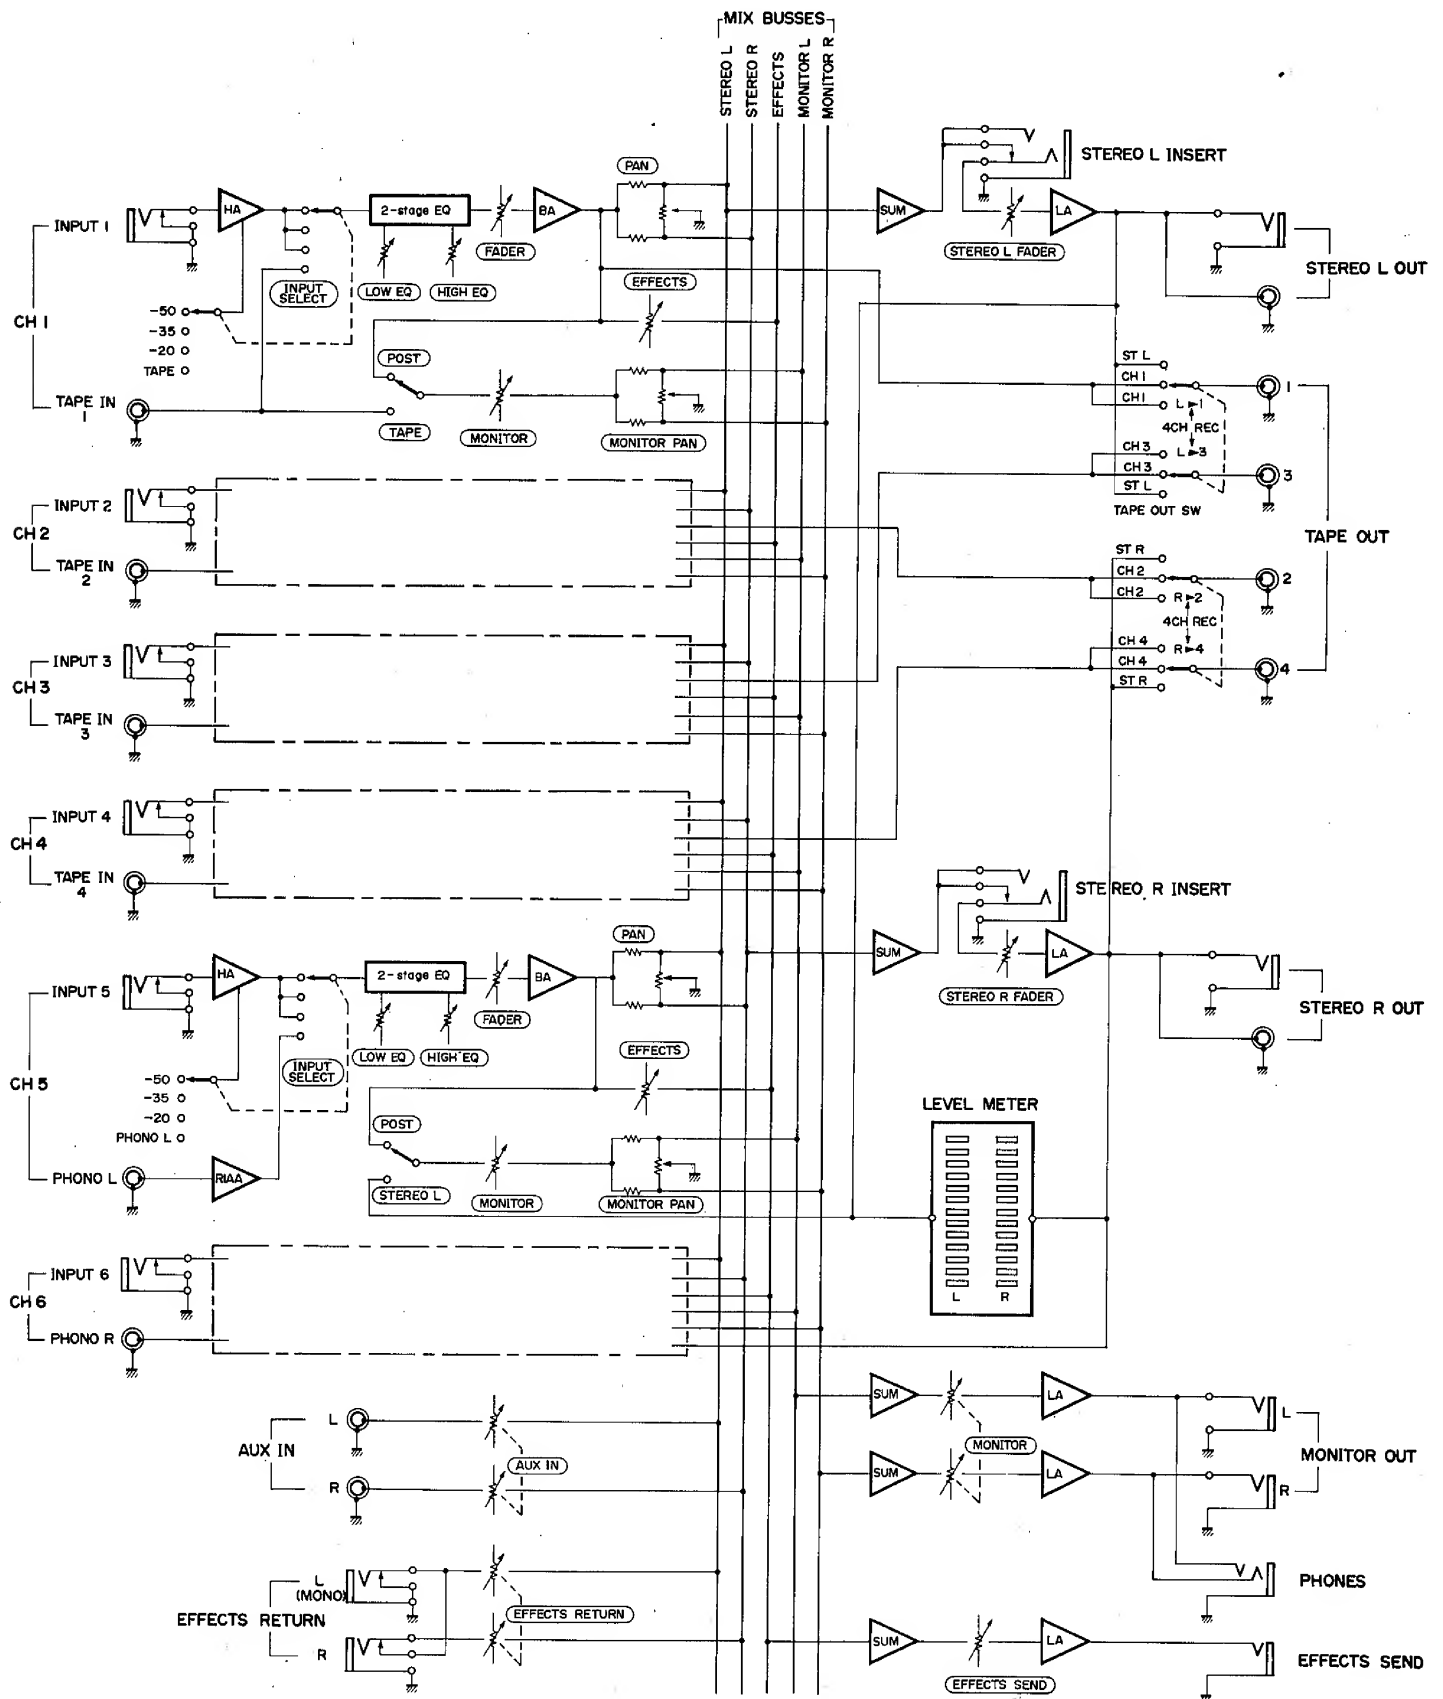 MIX BUSSES
STEREO L
STEREO R
EFFECTS
MONITOR L
MONITOR R
CH 1
INPUT 1
HA
INPUT
SELECT
2-stage EQ
LOW EQ
HIGH EQ
FADER
BA
PAN
EFFECTS
-50
-35
-20
TAPE
TAPE IN
1
POST
TAPE
MONITOR
MONITOR PAN
CH 2
INPUT 2
TAPE IN
2
CH 3
INPUT 3
TAPE IN
3
CH 4
INPUT 4
TAPE IN
4
CH 5
INPUT 5
HA
INPUT
SELECT
2-stage EQ
LOW EQ
HIGH EQ
FADER
BA
PAN
EFFECTS
-50
-35
-20
PHONO L
PHONO L
RIAA
POST
STEREO L
MONITOR
MONITOR PAN
CH 6
INPUT 6
PHONO R
AUX IN
L
R
AUX IN
EFFECTS RETURN
L
(MONO)
R
EFFECTS RETURN
SUM
STEREO L INSERT
STEREO L FADER
LA
STEREO L OUT
ST L
CH 1
CH 1
L►1
4CH REC
L►3
CH 3
CH 3
ST L
TAPE OUT SW
1
3
TAPE OUT
ST R
CH 2
CH 2
R►2
4CH REC
R►4
CH 4
CH 4
ST R
2
4
SUM
STEREO R INSERT
STEREO R FADER
LA
STEREO R OUT
LEVEL METER
L
R
SUM
LA
MONITOR
SUM
LA
L
R
MONITOR OUT
PHONES
SUM
EFFECTS SEND
LA
EFFECTS SEND